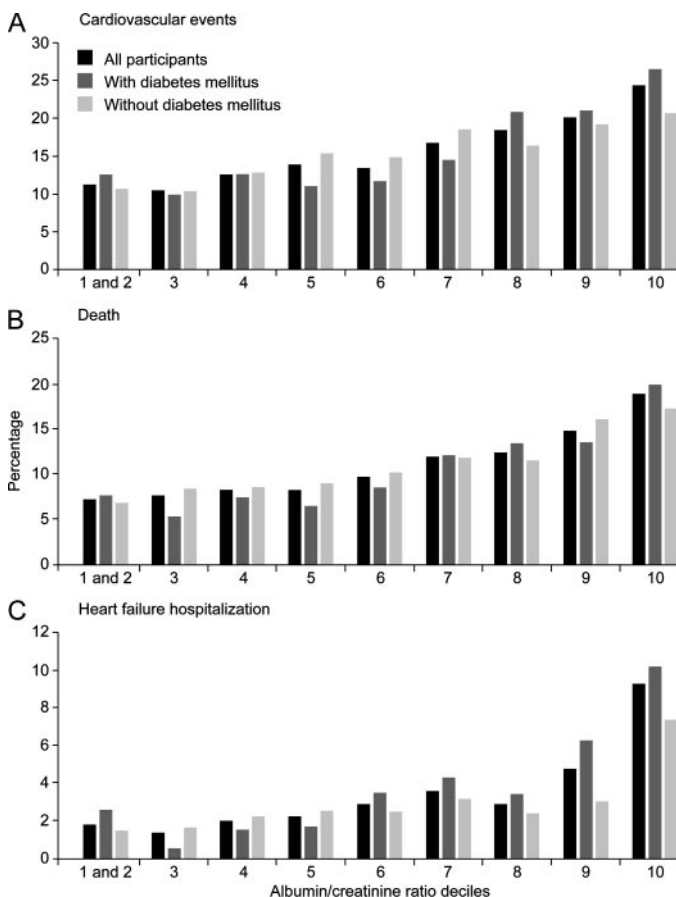 A
Cardiovascular events
30
25
20
15
10
5
0
All participants
With diabetes mellitus
Without diabetes mellitus
1 and 2 3 4 5 6 7 8 9 10
B
Death
25
20
15
10
5
0
Percentage
1 and 2 3 4 5 6 7 8 9 10
C
Heart failure hospitalization
12
10
8
6
4
2
0
1 and 2 3 4 5 6 7 8 9 10
Albumin/creatinine ratio deciles